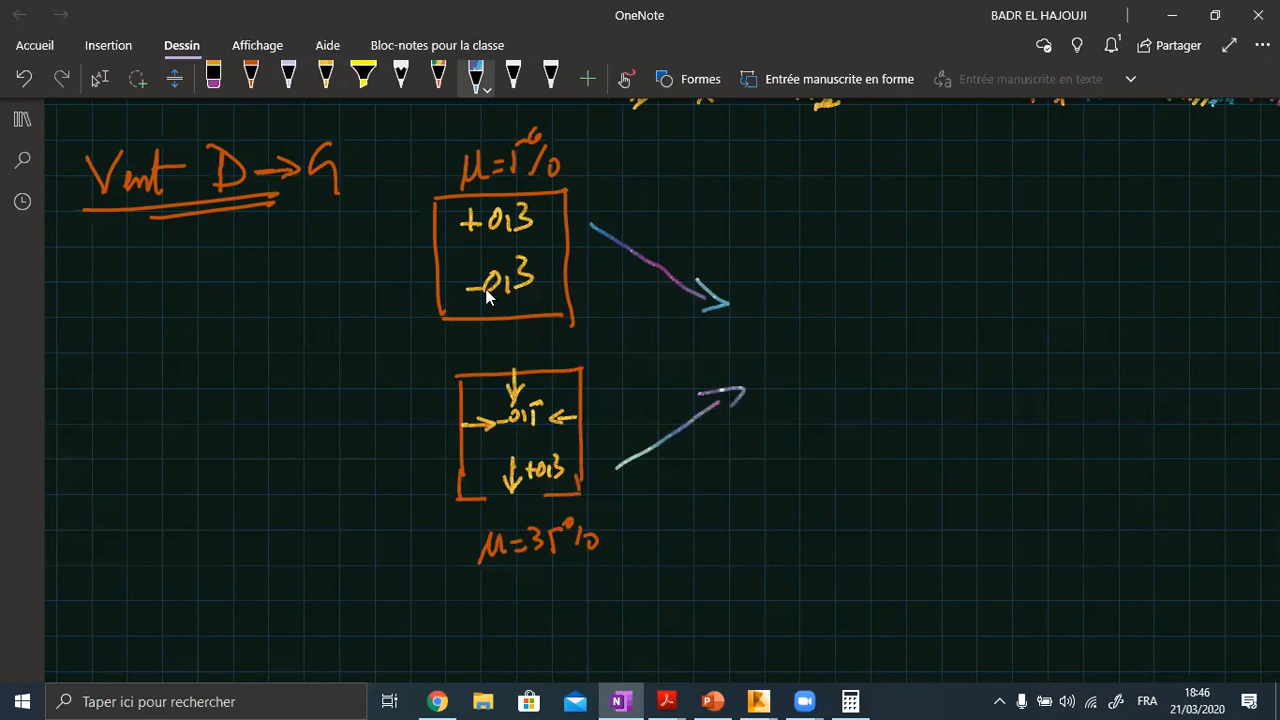 OneNote
BADR EL HAJOUJI
Accueil Insertion Dessin Affichage Aide Bloc-notes pour la classe
Partager
Formes
Entrée manuscrite en forme
Entrée manuscrite en texte
Vent D → G
μ = 5%
+0,3
-0,3
-0,5
+0,3
μ = 35%
Taper ici pour rechercher
FRA
18:46
21/03/2020